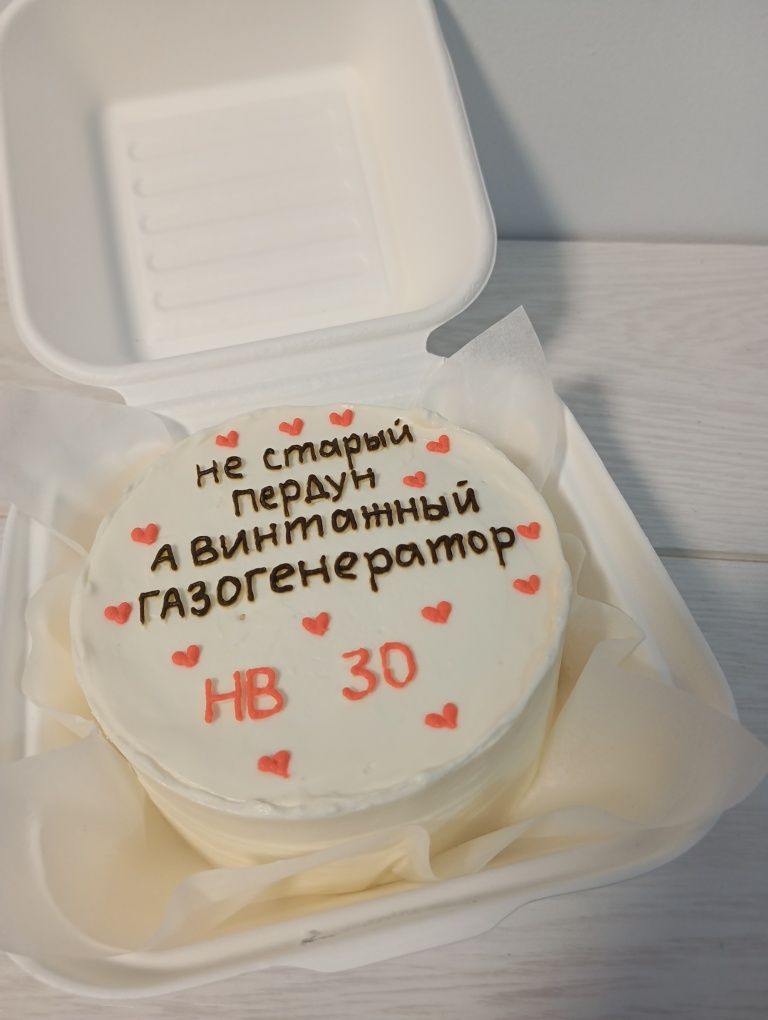 не старый
пердун
А винтажный
газогенератор
HB 30